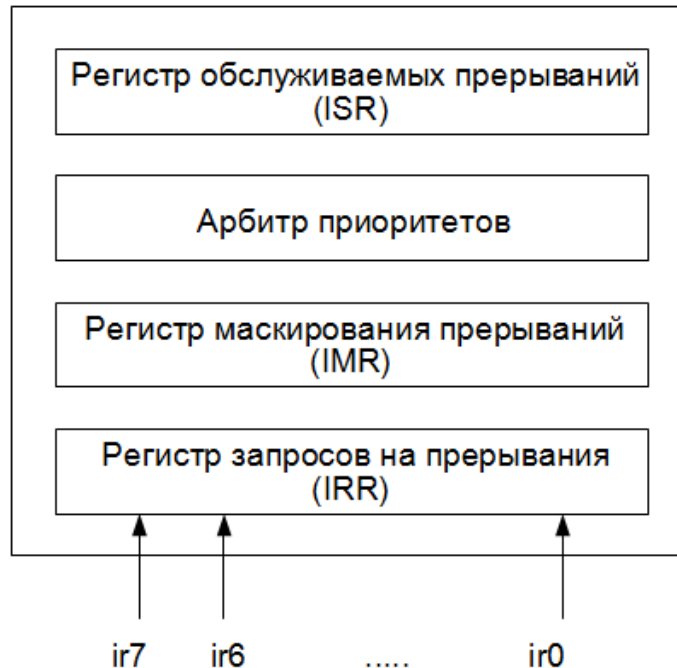 Регистр обслуживаемых прерываний
(ISR)
Арбитр приоритетов
Регистр маскирования прерываний
(IMR)
Регистр запросов на прерывания
(IRR)
ir7 ir6 ..... ir0